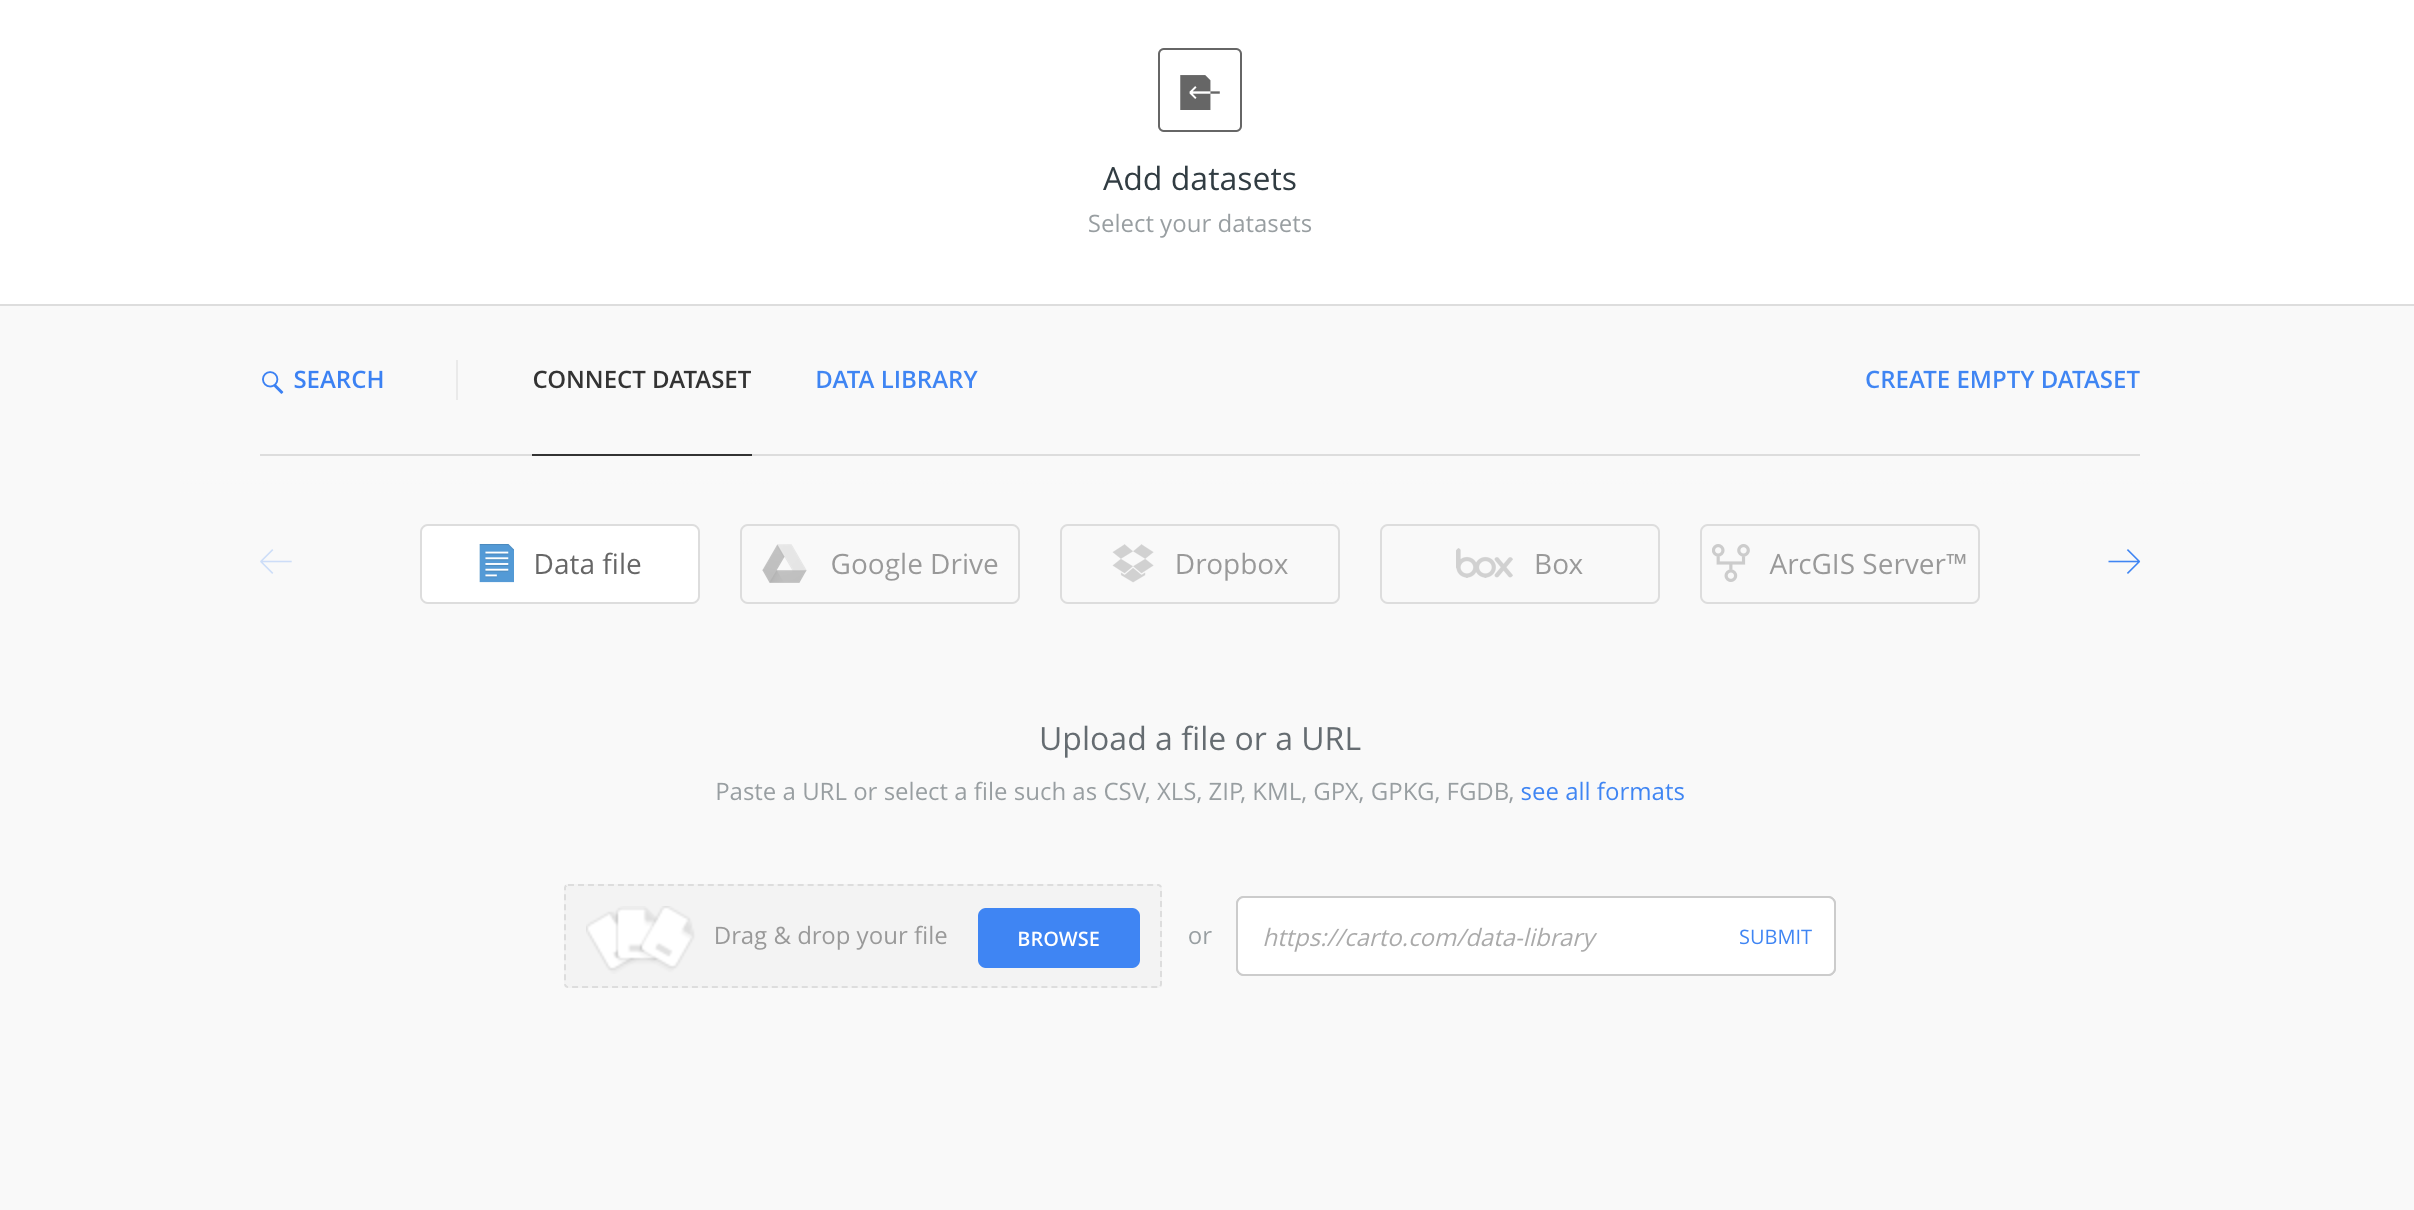 Add datasets
Select your datasets
SEARCH
CONNECT DATASET
DATA LIBRARY
CREATE EMPTY DATASET
Data file
Google Drive
Dropbox
box Box
ArcGIS Server™
Upload a file or a URL
Paste a URL or select a file such as CSV, XLS, ZIP, KML, GPX, GPKG, FGDB, see all formats
Drag & drop your file
BROWSE
or
https://carto.com/data-library
SUBMIT